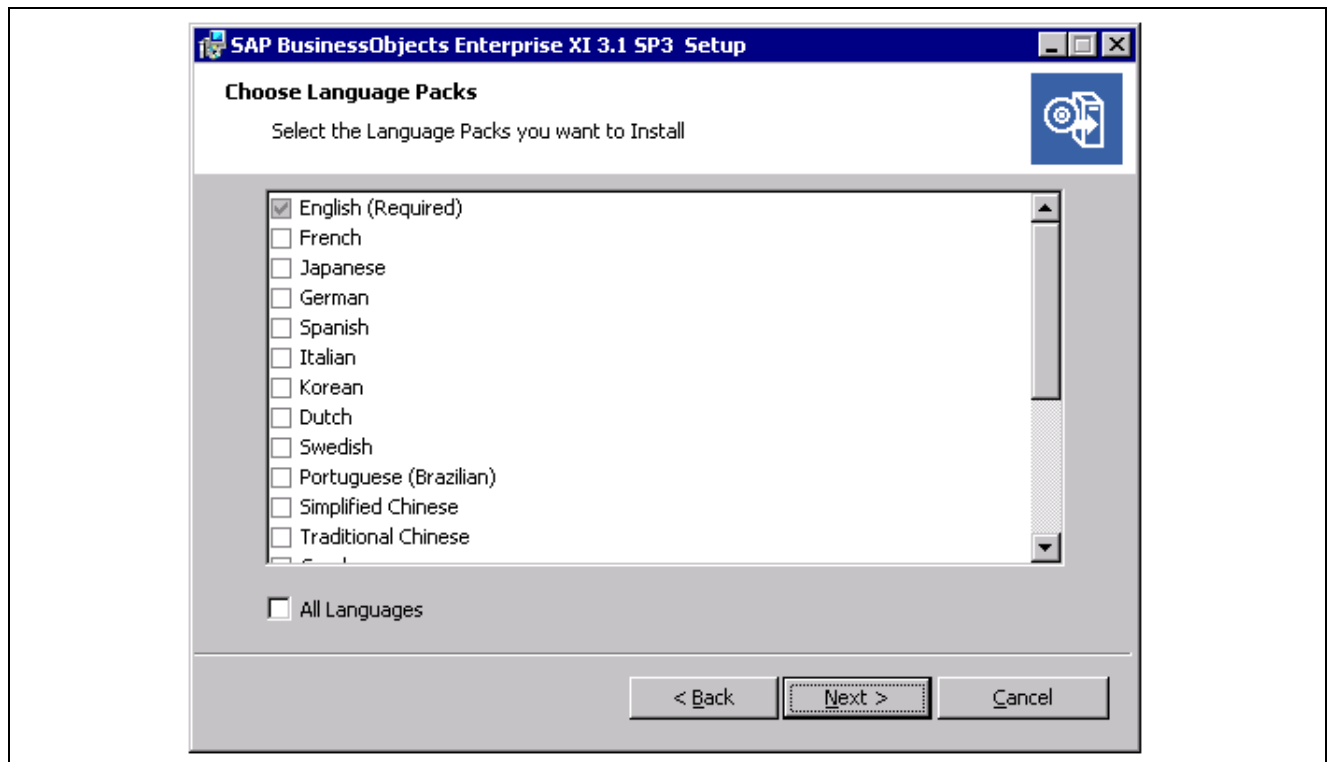 SAP BusinessObjects Enterprise XI 3.1 SP3 Setup
Choose Language Packs
Select the Language Packs you want to Install
English (Required)
French
Japanese
German
Spanish
Italian
Korean
Dutch
Swedish
Portuguese (Brazilian)
Simplified Chinese
Traditional Chinese
All Languages
< Back Next > Cancel